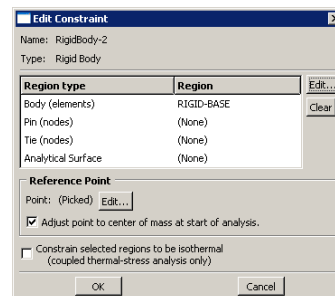 Edit Constraint
Name: RigidBody-2
Type: Rigid Body
Region type Region Edit...
Body (elements) RIGID-BASE Clear
Pin (nodes) (None)
Tie (nodes) (None)
Analytical Surface (None)
Reference Point
Point: (Picked) Edit...
Adjust point to center of mass at start of analysis.
Constrain selected regions to be isothermal
(coupled thermal-stress analysis only)
OK Cancel